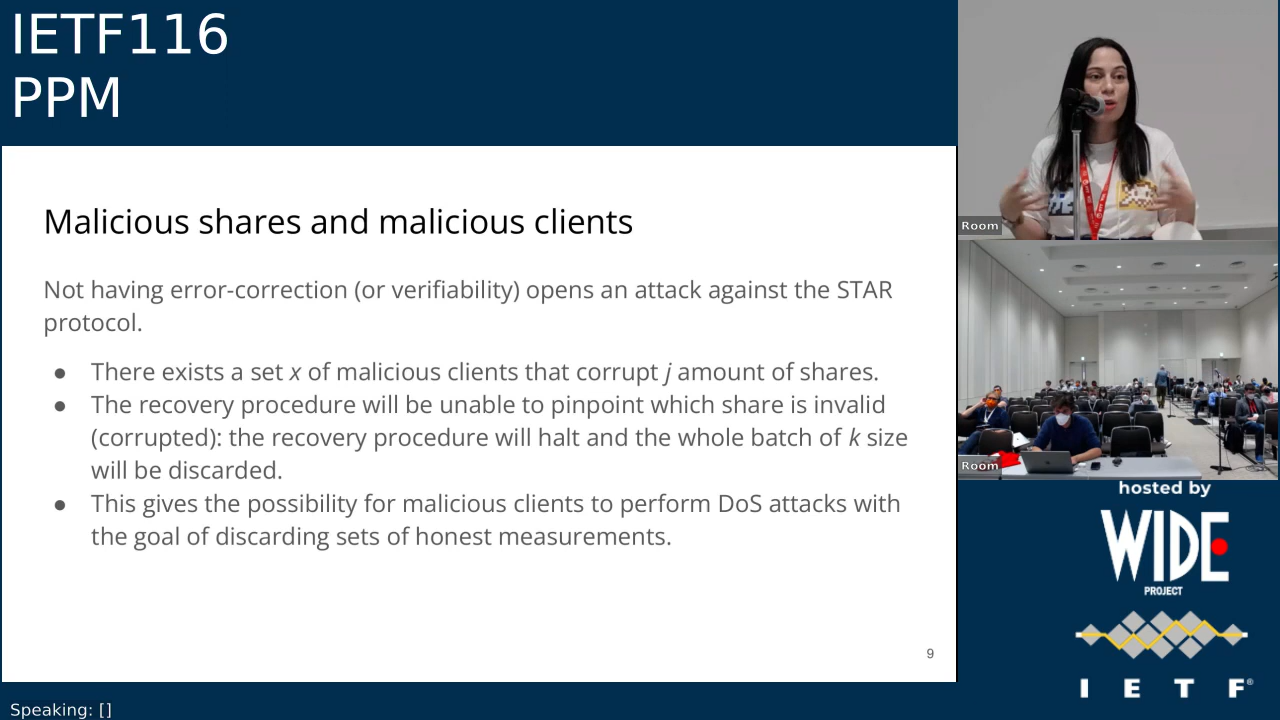 IETF116
PPM
Malicious shares and malicious clients
Not having error-correction (or verifiability) opens an attack against the STAR
protocol.
● There exists a set x of malicious clients that corrupt j amount of shares.
● The recovery procedure will be unable to pinpoint which share is invalid
(corrupted): the recovery procedure will halt and the whole batch of k size
will be discarded.
● This gives the possibility for malicious clients to perform DoS attacks with
the goal of discarding sets of honest measurements.
9
Speaking: []
Room
Room
hosted by
WIDE
PROJECT
I E T F®